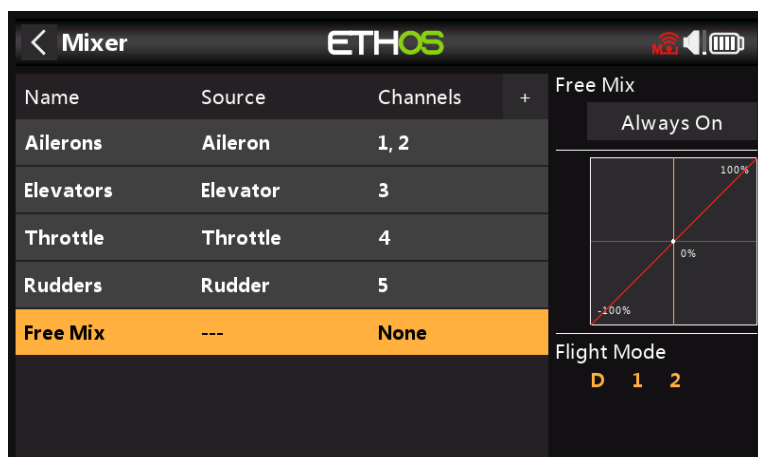 Mixer
ETHOS
Name Source Channels +
Ailerons Aileron 1, 2
Elevators Elevator 3
Throttle Throttle 4
Rudders Rudder 5
Free Mix --- None
Free Mix
Always On
100%
0%
-100%
Flight Mode
D 1 2